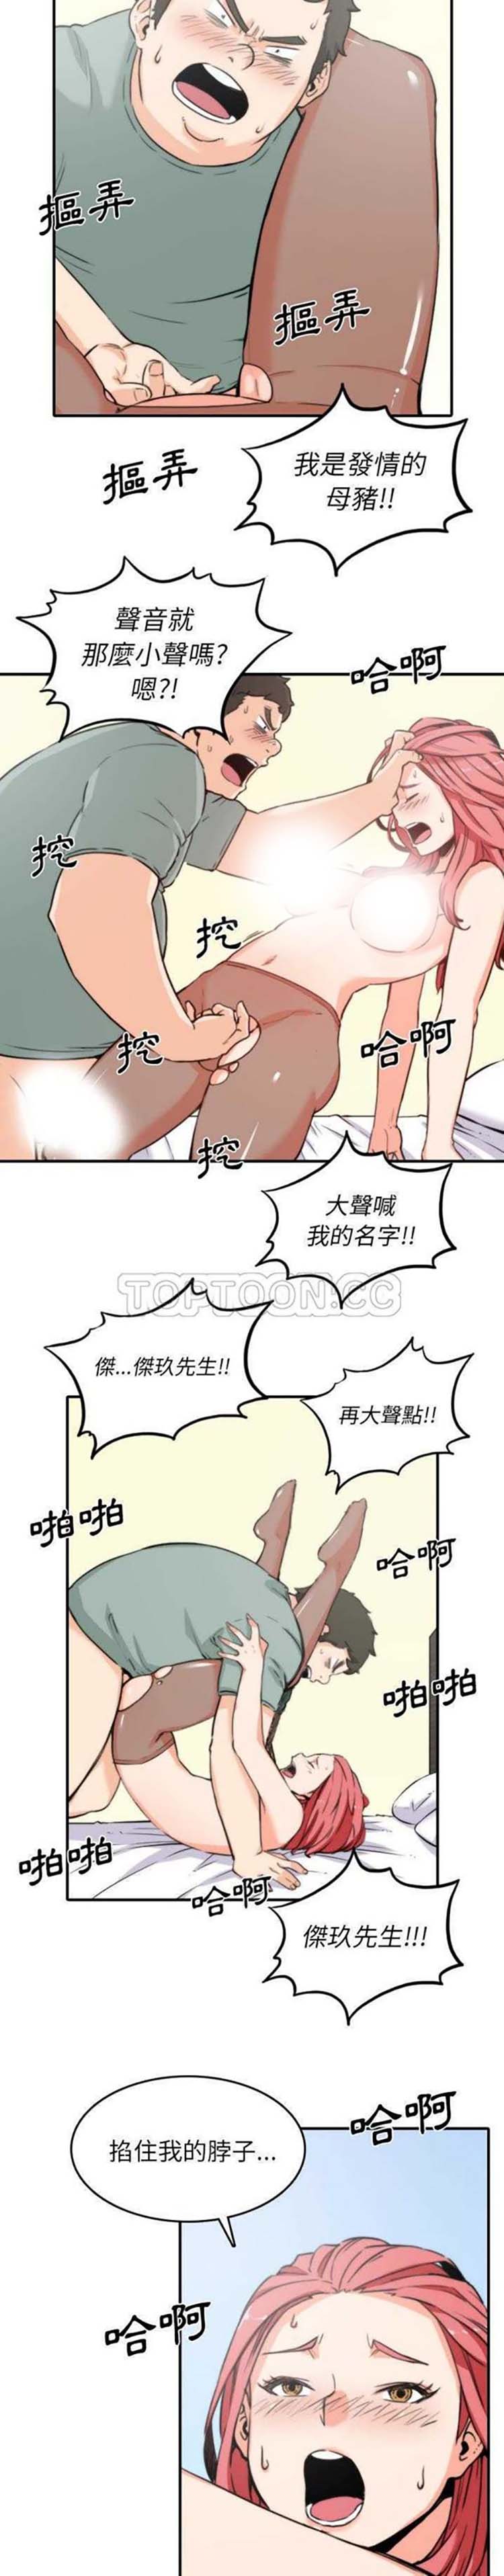 摳弄
摳弄
我是發情的
母豬!!
摳弄
聲音就
那麼小聲嗎?
嗯?!
哈啊
挖
挖
哈啊
挖
挖
大聲喊
我的名字!!
TOPTOON.CC
傑...傑玖先生!!
再大聲點!!
啪啪
哈啊
啪啪
啪啪
哈啊
傑玖先生!!!
哈啊
掐住我的脖子...
哈啊